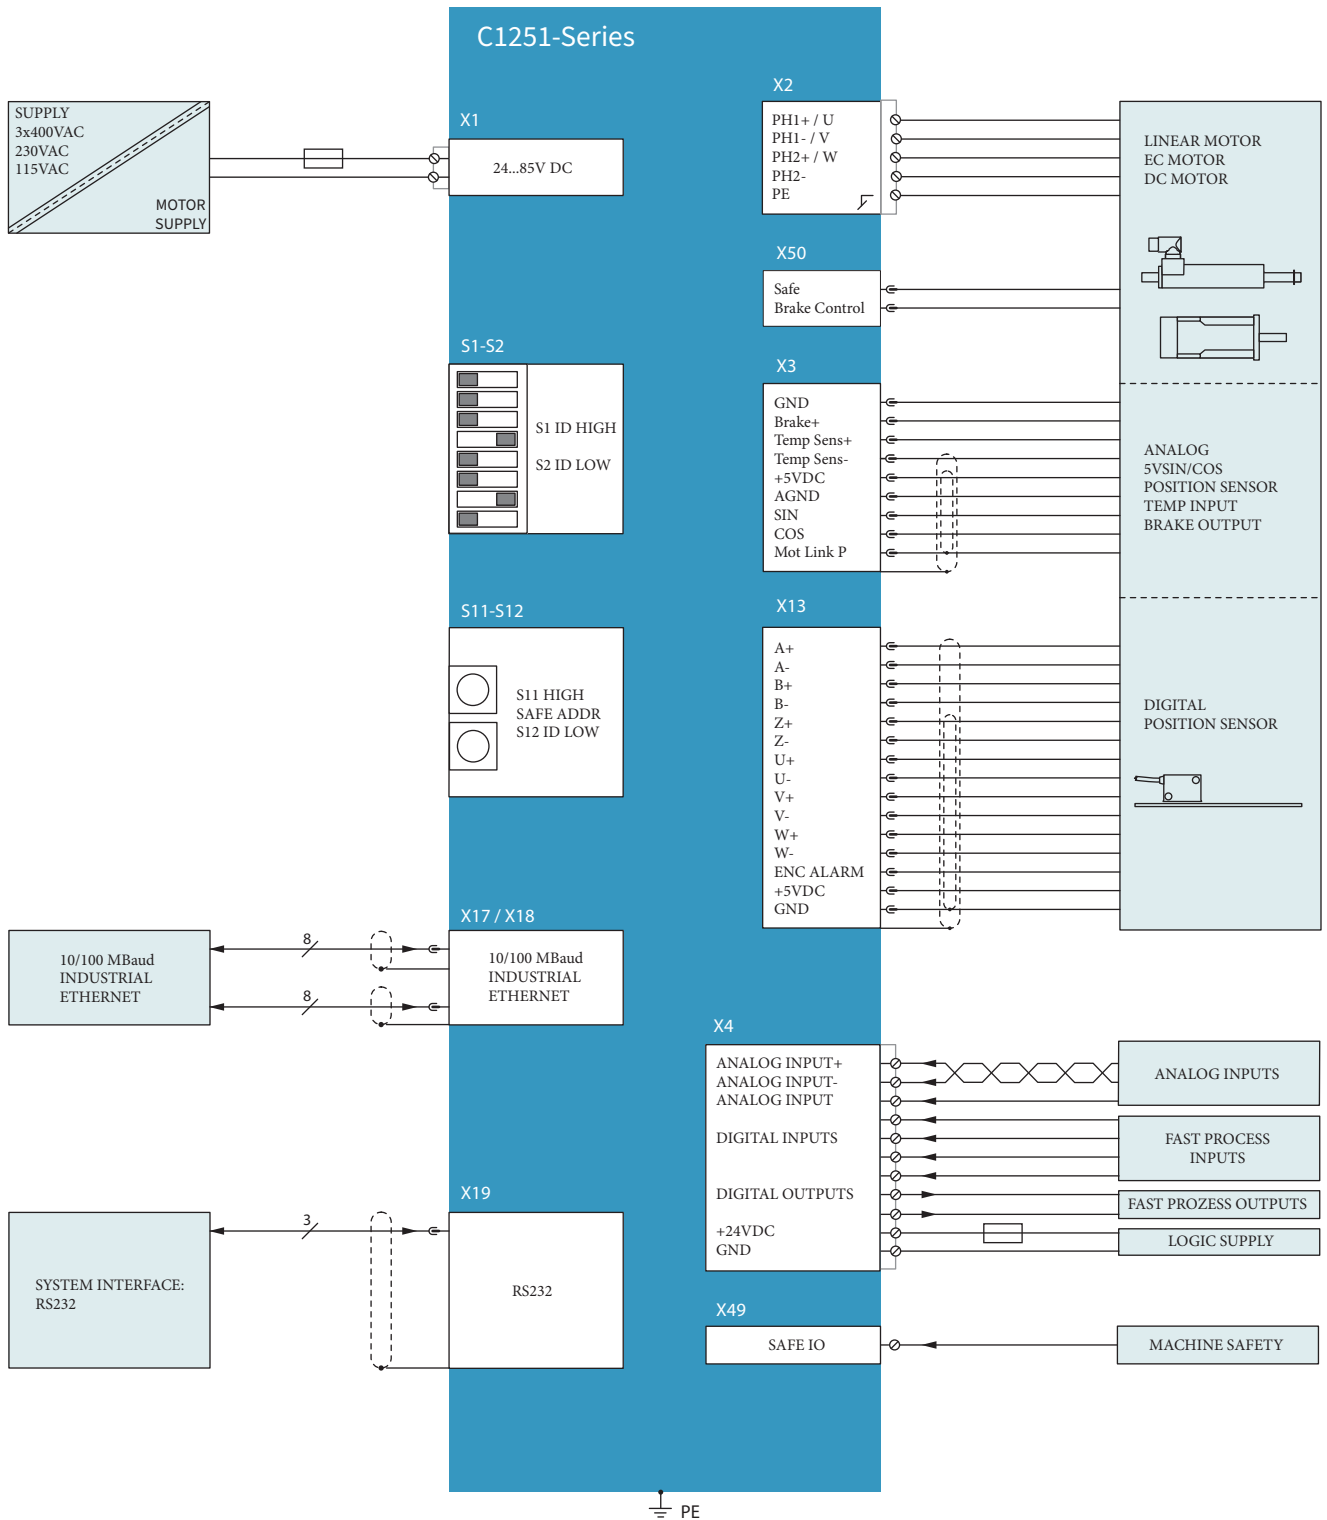 C1251-Series
SUPPLY
3x400VAC
230VAC
115VAC
MOTOR
SUPPLY
X1
24...85V DC
S1-S2
S1 ID HIGH
S2 ID LOW
S11-S12
S11 HIGH
SAFE ADDR
S12 ID LOW
10/100 MBaud
INDUSTRIAL
ETHERNET
8
8
X17 / X18
10/100 MBaud
INDUSTRIAL
ETHERNET
SYSTEM INTERFACE:
RS232
3
X19
RS232
X2
PH1+ / U
PH1- / V
PH2+ / W
PH2-
PE
LINEAR MOTOR
EC MOTOR
DC MOTOR
X50
Safe
Brake Control
X3
GND
Brake+
Temp Sens+
Temp Sens-
+5VDC
AGND
SIN
COS
Mot Link P
ANALOG
5VSIN/COS
POSITION SENSOR
TEMP INPUT
BRAKE OUTPUT
X13
A+
A-
B+
B-
Z+
Z-
U+
U-
V+
V-
W+
W-
ENC ALARM
+5VDC
GND
DIGITAL
POSITION SENSOR
X4
ANALOG INPUT+
ANALOG INPUT-
ANALOG INPUT
DIGITAL INPUTS
DIGITAL OUTPUTS
+24VDC
GND
ANALOG INPUTS
FAST PROCESS
INPUTS
FAST PROZESS OUTPUTS
LOGIC SUPPLY
X49
SAFE IO
MACHINE SAFETY
PE